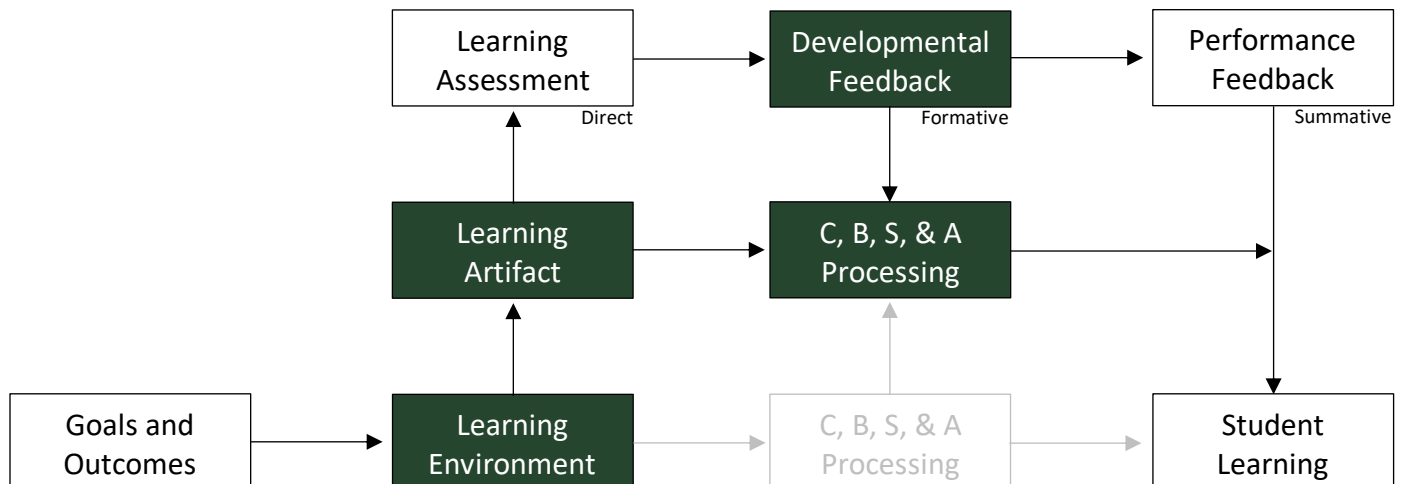 Learning
Assessment
Direct
Developmental
Feedback
Formative
Performance
Feedback
Summative
Learning
Artifact
C, B, S, & A
Processing
Goals and
Outcomes
Learning
Environment
C, B, S, & A
Processing
Student
Learning